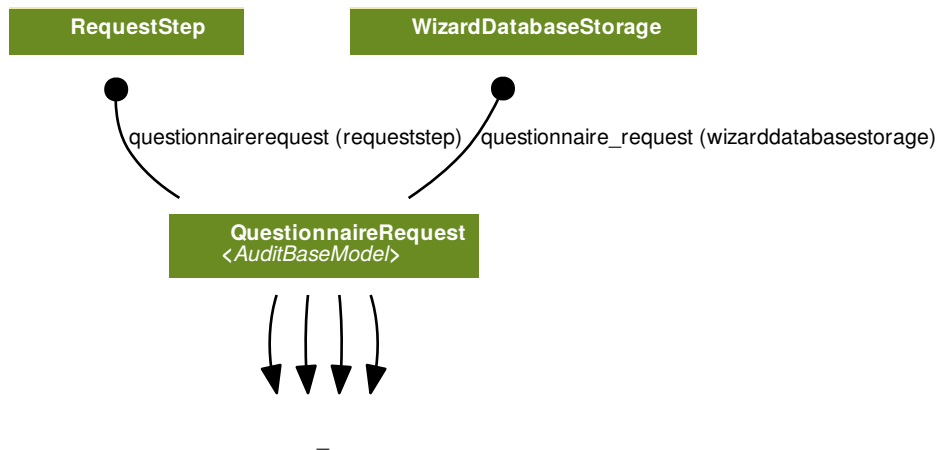 RequestStep
WizardDatabaseStorage
questionnairerequest (requeststep)
questionnaire_request (wizarddatabasestorage)
QuestionnaireRequest
<AuditBaseModel>
_